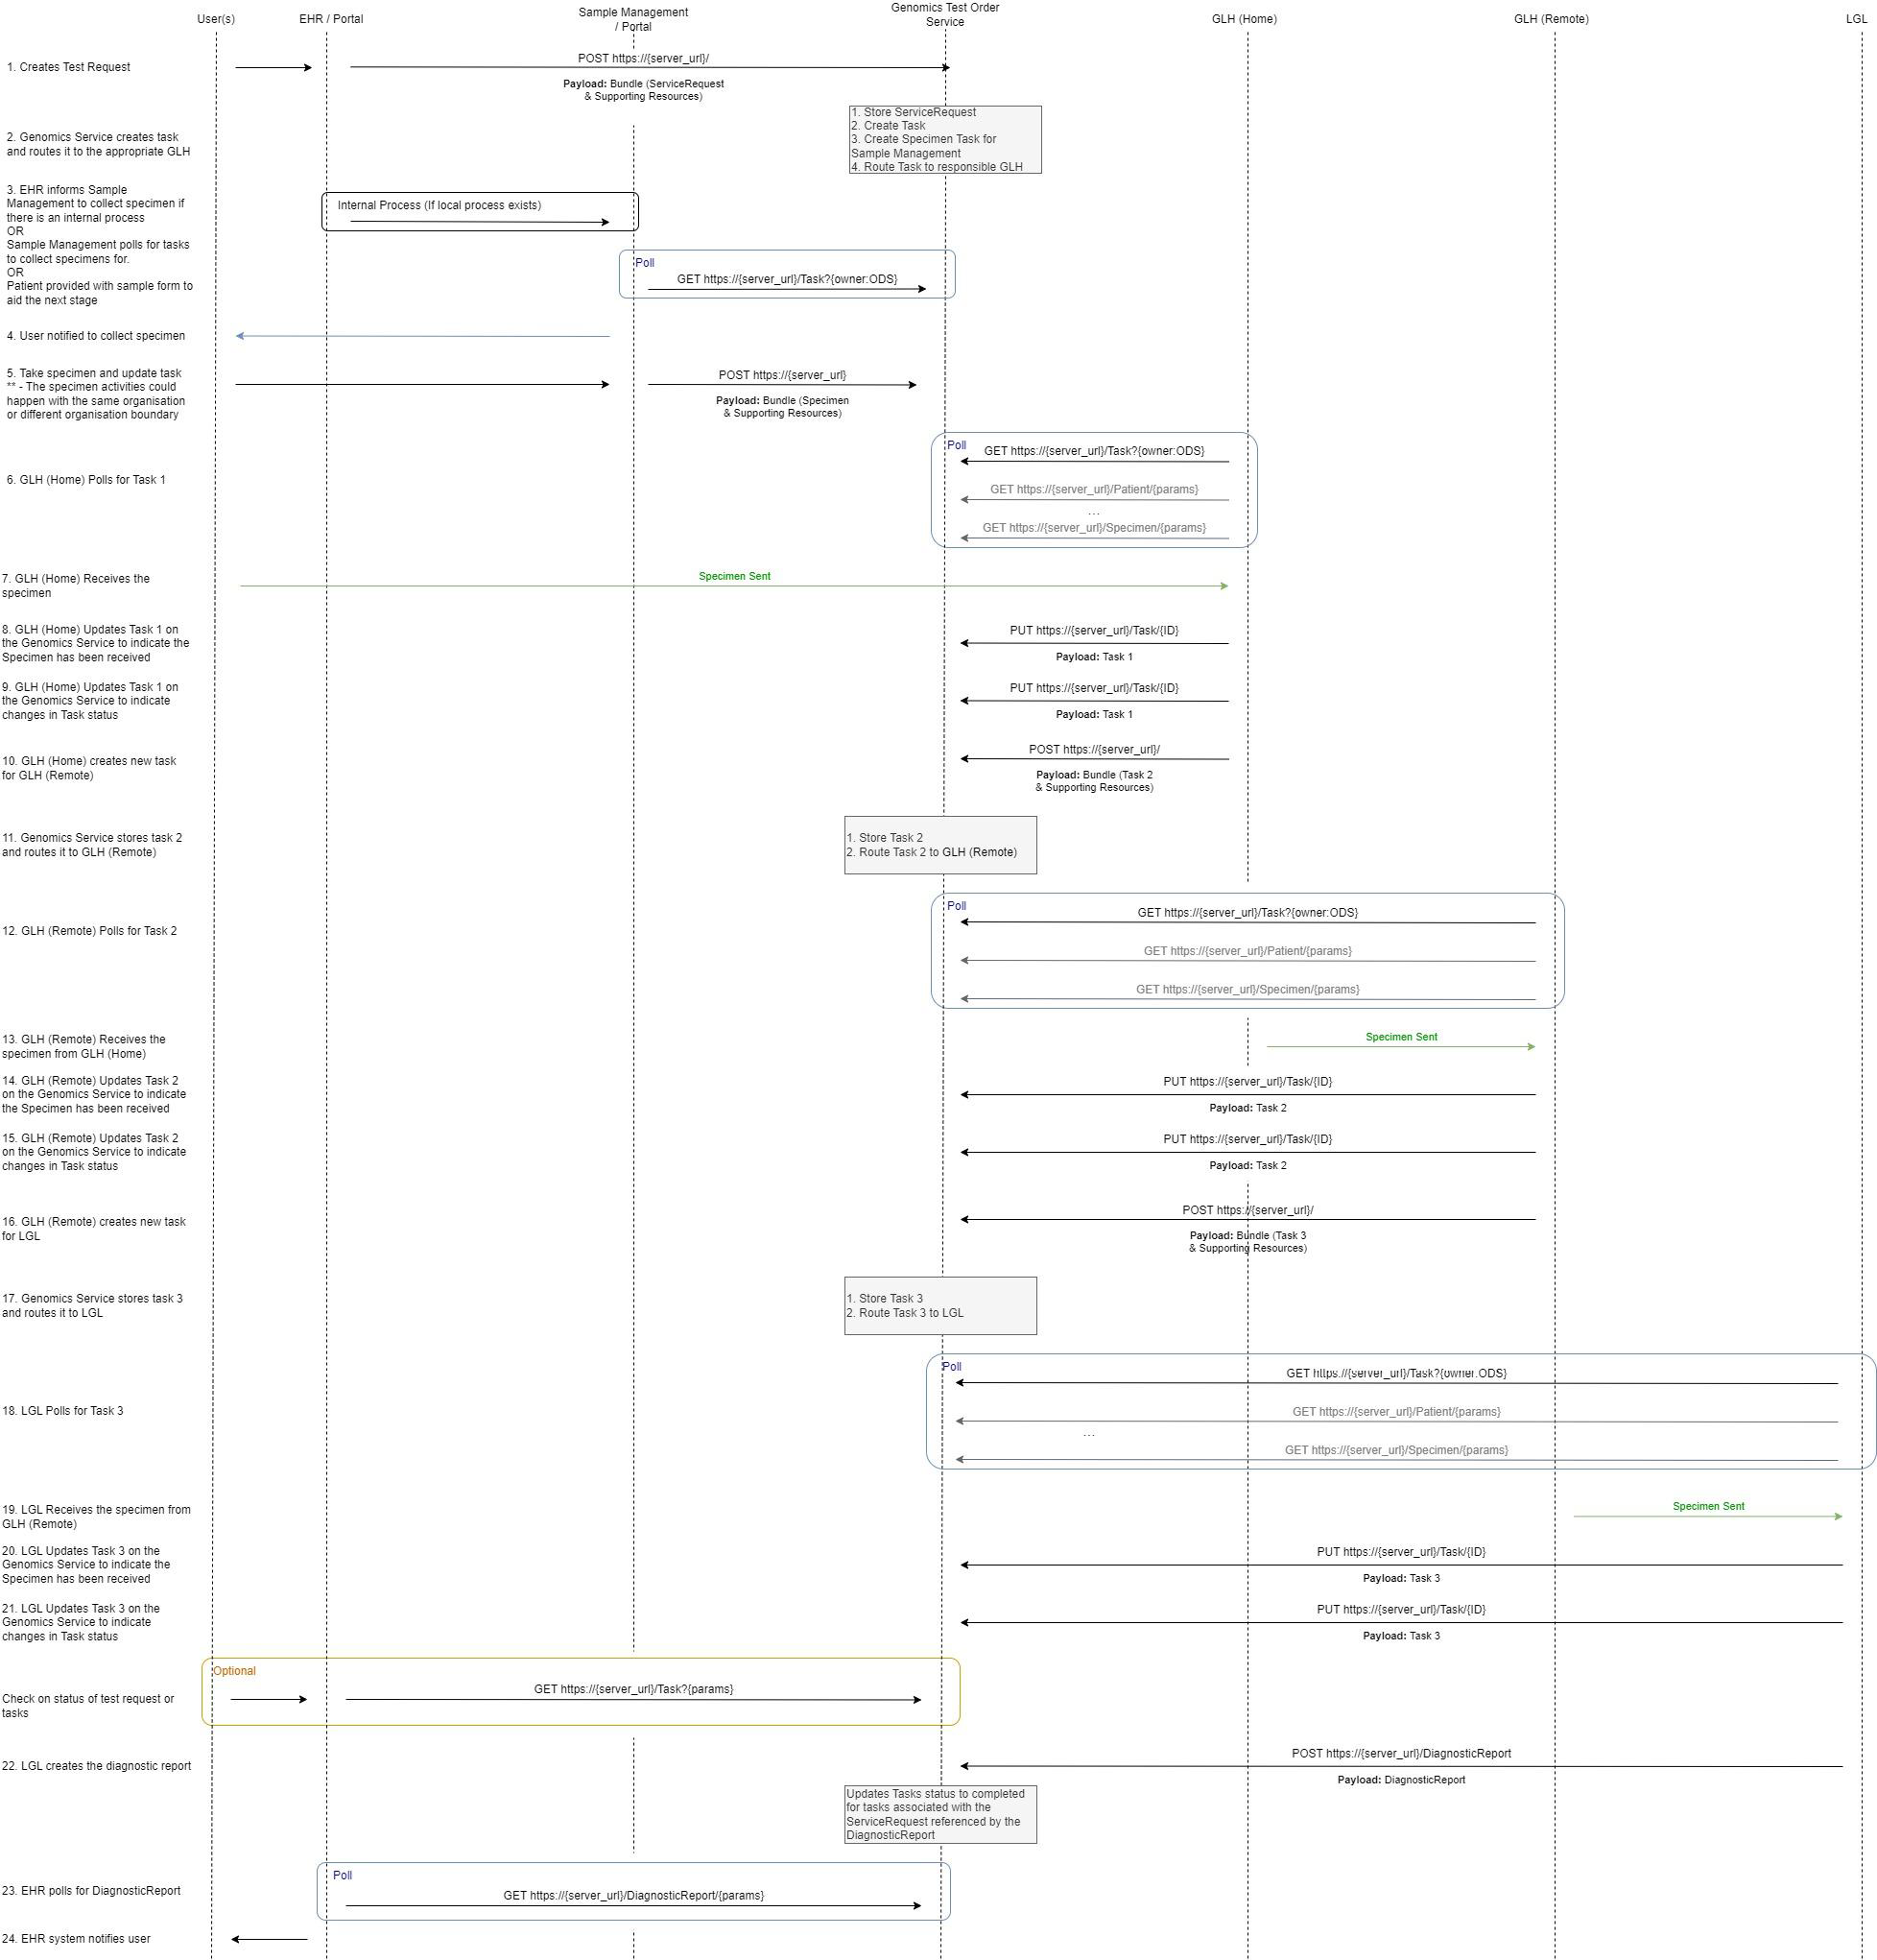 User(s)
EHR / Portal
Sample Management
/ Portal
Genomics Test Order
Service
GLH (Home)
GLH (Remote)
LGL
1. Creates Test Request
POST https://{server_url}/
Payload: Bundle (ServiceRequest
& Supporting Resources)
2. Genomics Service creates task
and routes it to the appropriate GLH
1. Store ServiceRequest
2. Create Task
3. Create Specimen Task for
Sample Management
4. Route Task to responsible GLH
3. EHR informs Sample
Management to collect specimen if
there is an internal process
OR
Sample Management polls for tasks
to collect specimens for.
OR
Patient provided with sample form to
aid the next stage
Internal Process (If local process exists)
Poll
GET https://{server_url}/Task?{owner:ODS}
4. User notified to collect specimen
5. Take specimen and update task
** - The specimen activities could
happen with the same organisation
or different organisation boundary
POST https://{server_url}
Payload: Bundle (Specimen
& Supporting Resources)
6. GLH (Home) Polls for Task 1
Poll
GET https://{server_url}/Task?{owner:ODS}
GET https://{server_url}/Patient/{params}
...
GET https://{server_url}/Specimen/{params}
7. GLH (Home) Receives the
specimen
Specimen Sent
8. GLH (Home) Updates Task 1 on
the Genomics Service to indicate the
Specimen has been received
PUT https://{server_url}/Task/{ID}
Payload: Task 1
9. GLH (Home) Updates Task 1 on
the Genomics Service to indicate
changes in Task status
PUT https://{server_url}/Task/{ID}
Payload: Task 1
10. GLH (Home) creates new task
for GLH (Remote)
POST https://{server_url}/
Payload: Bundle (Task 2
& Supporting Resources)
11. Genomics Service stores task 2
and routes it to GLH (Remote)
1. Store Task 2
2. Route Task 2 to GLH (Remote)
12. GLH (Remote) Polls for Task 2
Poll
GET https://{server_url}/Task?{owner:ODS}
GET https://{server_url}/Patient/{params}
GET https://{server_url}/Specimen/{params}
13. GLH (Remote) Receives the
specimen from GLH (Home)
Specimen Sent
14. GLH (Remote) Updates Task 2
on the Genomics Service to indicate
the Specimen has been received
PUT https://{server_url}/Task/{ID}
Payload: Task 2
15. GLH (Remote) Updates Task 2
on the Genomics Service to indicate
changes in Task status
PUT https://{server_url}/Task/{ID}
Payload: Task 2
16. GLH (Remote) creates new task
for LGL
POST https://{server_url}/
Payload: Bundle (Task 3
& Supporting Resources)
17. Genomics Service stores task 3
and routes it to LGL
1. Store Task 3
2. Route Task 3 to LGL
18. LGL Polls for Task 3
Poll
GET https://{server_url}/Task?{owner:ODS}
GET https://{server_url}/Patient/{params}
...
GET https://{server_url}/Specimen/{params}
19. LGL Receives the specimen from
GLH (Remote)
Specimen Sent
20. LGL Updates Task 3 on the
Genomics Service to indicate the
Specimen has been received
PUT https://{server_url}/Task/{ID}
Payload: Task 3
21. LGL Updates Task 3 on the
Genomics Service to indicate
changes in Task status
PUT https://{server_url}/Task/{ID}
Payload: Task 3
Optional
Check on status of test request or
tasks
GET https://{server_url}/Task?{params}
22. LGL creates the diagnostic report
POST https://{server_url}/DiagnosticReport
Payload: DiagnosticReport
Updates Tasks status to completed
for tasks associated with the
ServiceRequest referenced by the
DiagnosticReport
23. EHR polls for DiagnosticReport
Poll
GET https://{server_url}/DiagnosticReport/{params}
24. EHR system notifies user